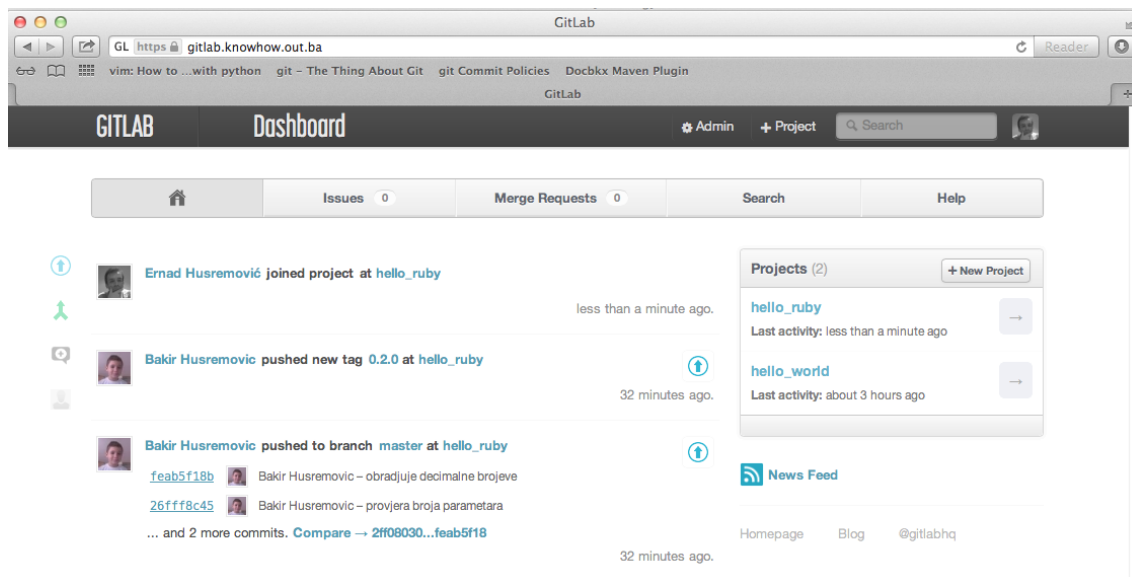 GitLab
GL https gitlab.knowhow.out.ba Reader
vim: How to ...with python git – The Thing About Git git Commit Policies Docbkx Maven Plugin
GitLab
GITLAB Dashboard Admin + Project Search
Issues 0 Merge Requests 0 Search Help
Ernad Husremović joined project at hello_ruby
less than a minute ago.
Bakir Husremovic pushed new tag 0.2.0 at hello_ruby
32 minutes ago.
Bakir Husremovic pushed to branch master at hello_ruby
feab5f18b Bakir Husremovic – obradjuje decimalne brojeve
26fff8c45 Bakir Husremovic – provjera broja parametara
... and 2 more commits. Compare → 2ff08030...feab5f18
32 minutes ago.
Projects (2) + New Project
hello_ruby
Last activity: less than a minute ago
hello_world
Last activity: about 3 hours ago
News Feed
Homepage Blog @gitlabhq